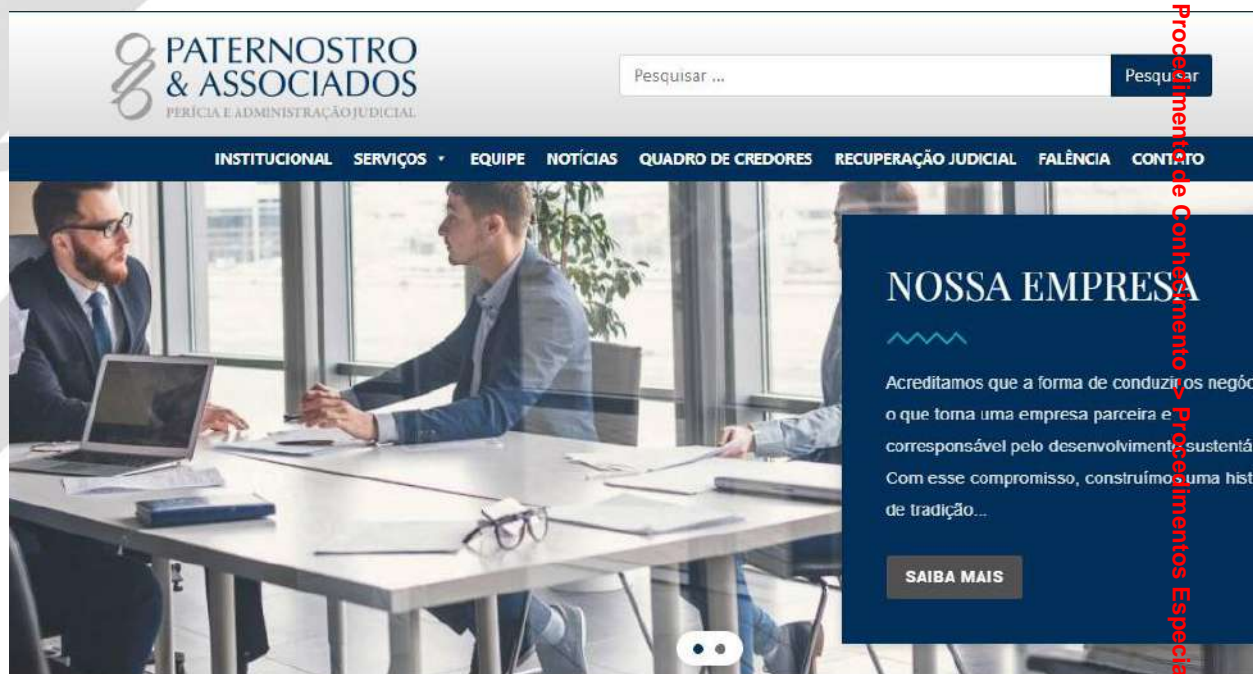 PATERNOSTRO
& ASSOCIADOS
PERÍCIA E ADMINISTRAÇÃO JUDICIAL
Pesquisar ...
Pesquisar
INSTITUCIONAL SERVIÇOS EQUIPE NOTÍCIAS QUADRO DE CREDORES RECUPERAÇÃO JUDICIAL FALÊNCIA CONTATO
NOSSA EMPRESA
Acreditamos que a forma de conduzir os negóc
o que torna uma empresa parceira e
corresponsável pelo desenvolvimento sustentá
Com esse compromisso, construímos uma hist
de tradição...
SAIBA MAIS
Procedimento de Conhecimento -> Procedimentos Especia